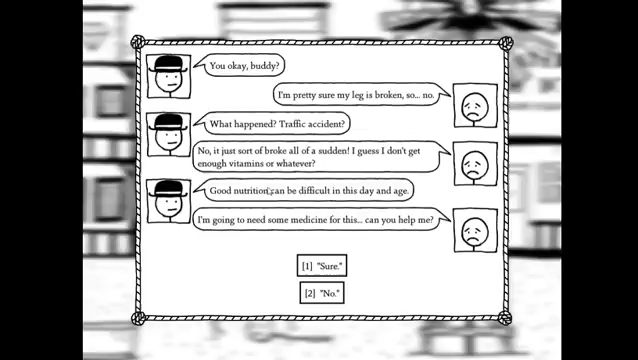 You okay, buddy?
I'm pretty sure my leg is broken, so... no.
What happened? Traffic accident?
No, it just sort of broke all of a sudden! I guess I don't get
enough vitamins or whatever?
Good nutrition can be difficult in this day and age.
I'm going to need some medicine for this... can you help me?
[1] "Sure."
[2] "No."